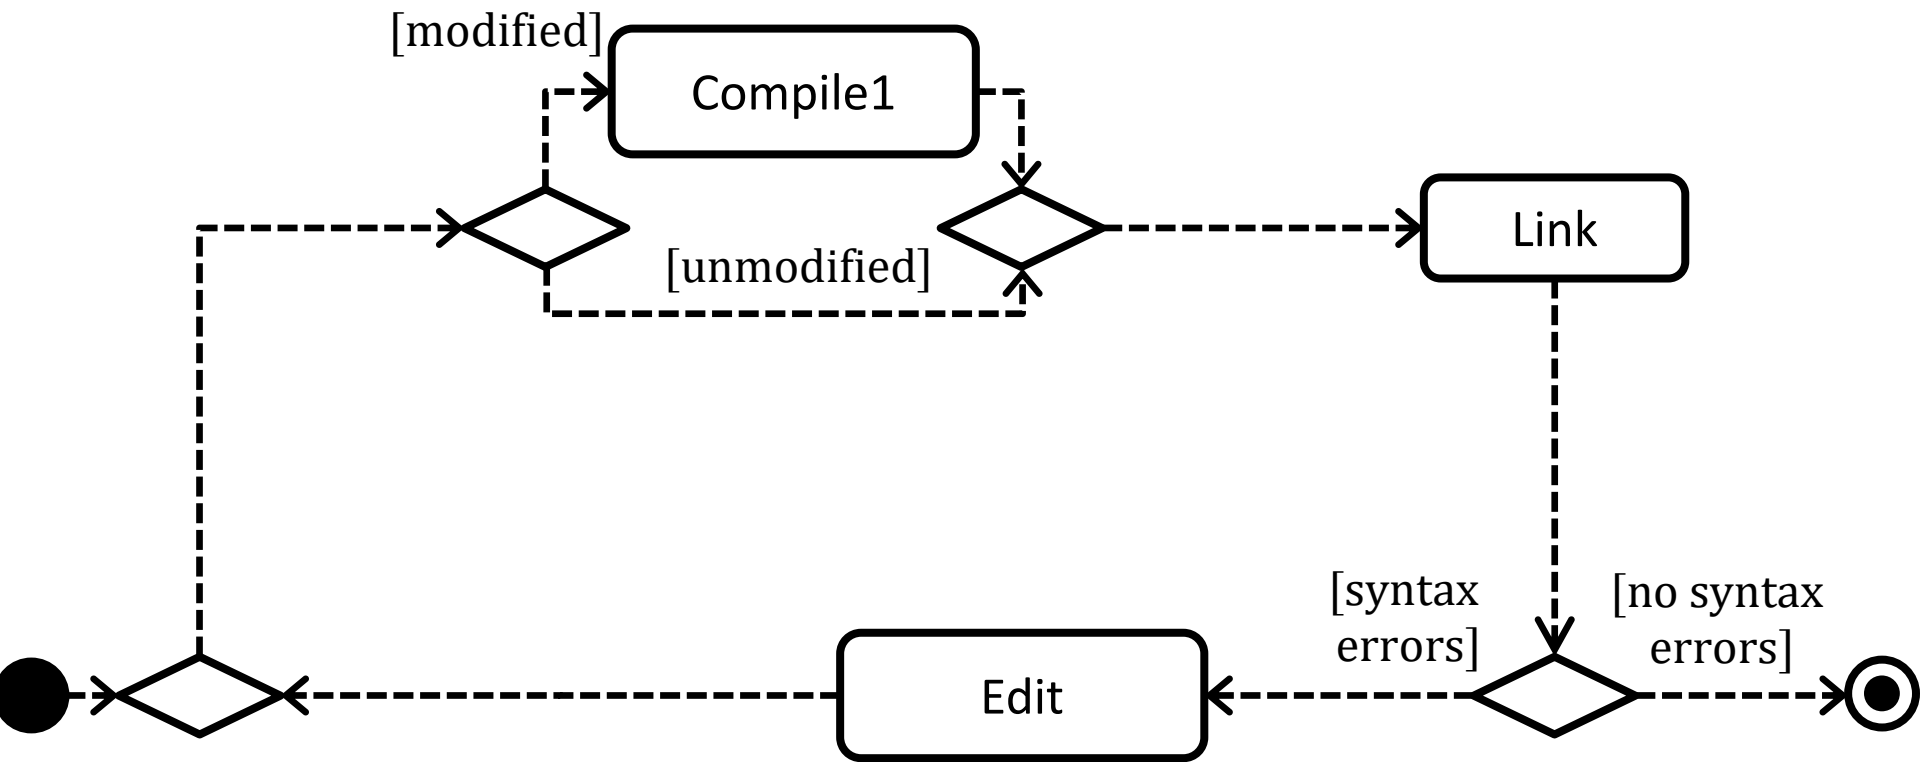 [modified]
Compile1
[unmodified]
Link
[syntax
errors]
[no syntax
errors]
Edit